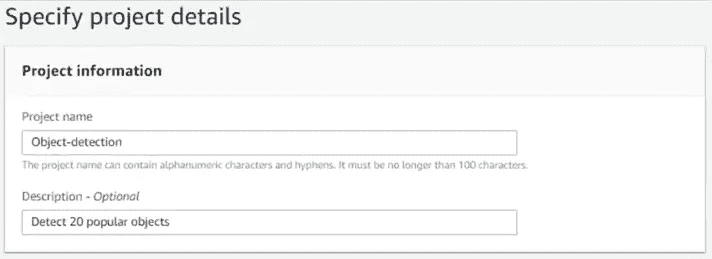 Specify project details
Project information
Project name
Object-detection
The project name can contain alphanumeric characters and hyphens. It must be no longer than 100 characters.
Description - Optional
Detect 20 popular objects